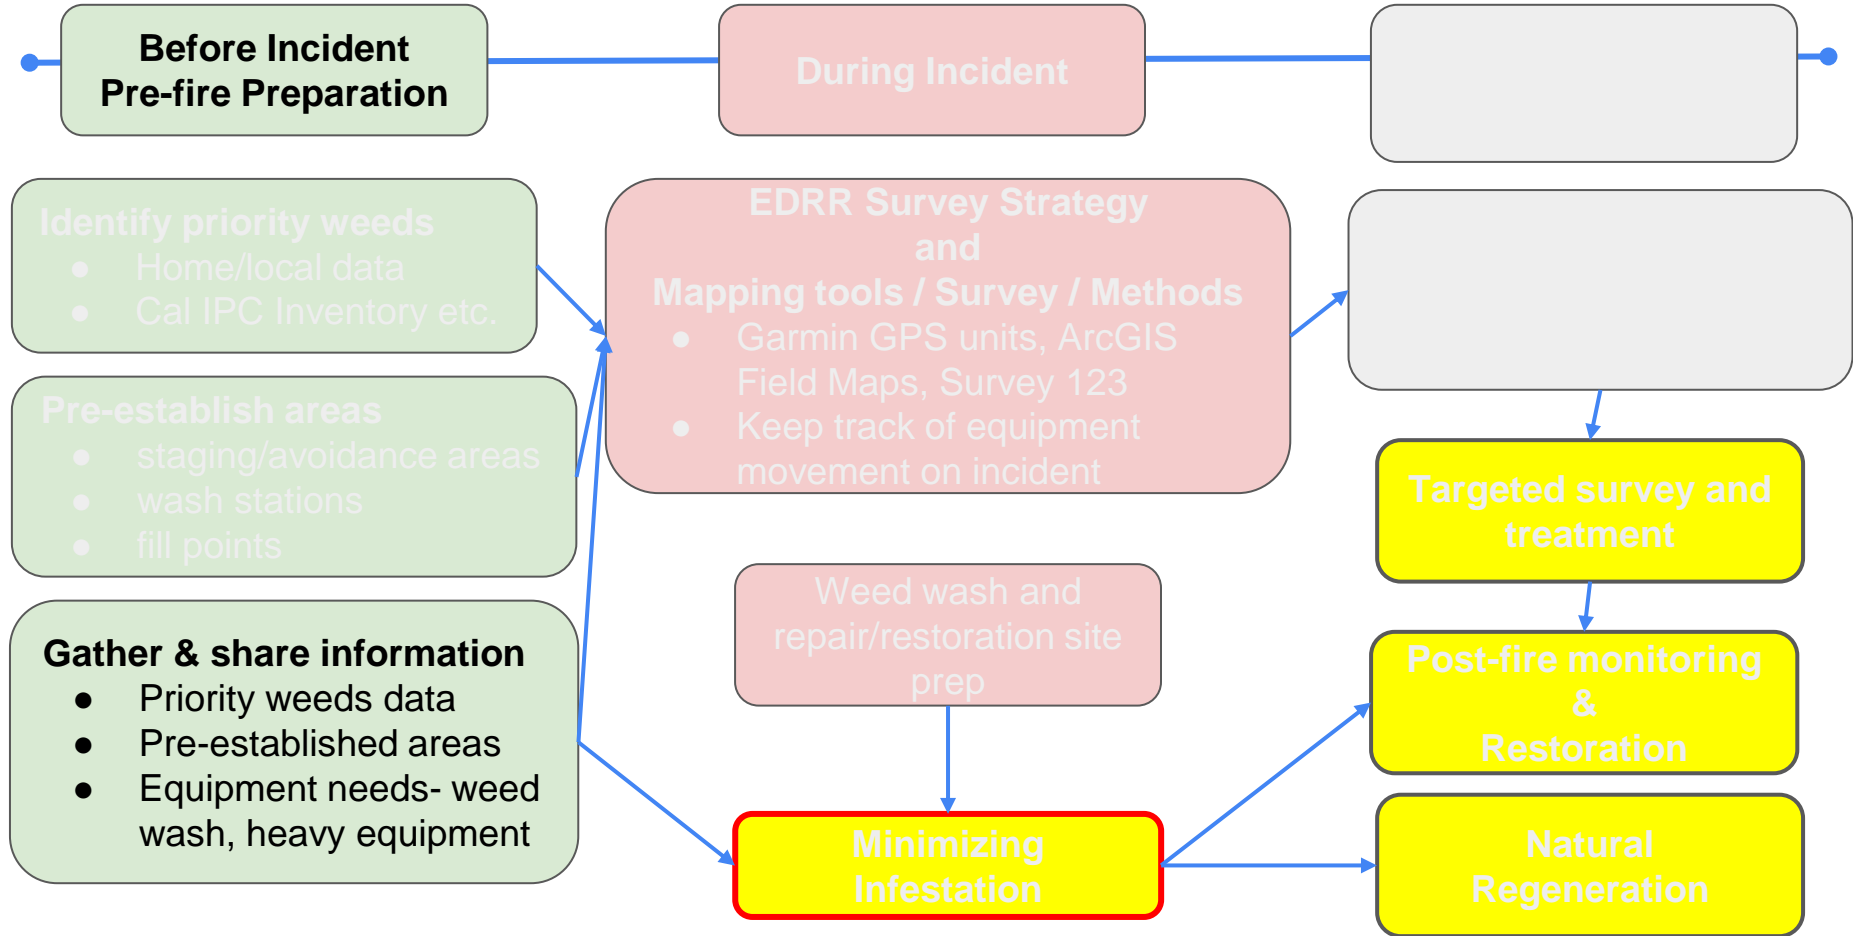 Before Incident
Pre-fire Preparation
During Incident
Identify priority weeds
● Home/local data
● Cal IPC Inventory etc.
Pre-establish areas
● staging/avoidance areas
● wash stations
● fill points
Gather & share information
● Priority weeds data
● Pre-established areas
● Equipment needs- weed
wash, heavy equipment
EDRR Survey Strategy
and
Mapping tools / Survey / Methods
● Garmin GPS units, ArcGIS
Field Maps, Survey 123
● Keep track of equipment
movement on incident
Weed wash and
repair/restoration site
prep
Minimizing
Infestation
Targeted survey and
treatment
Post-fire monitoring
&
Restoration
Natural
Regeneration